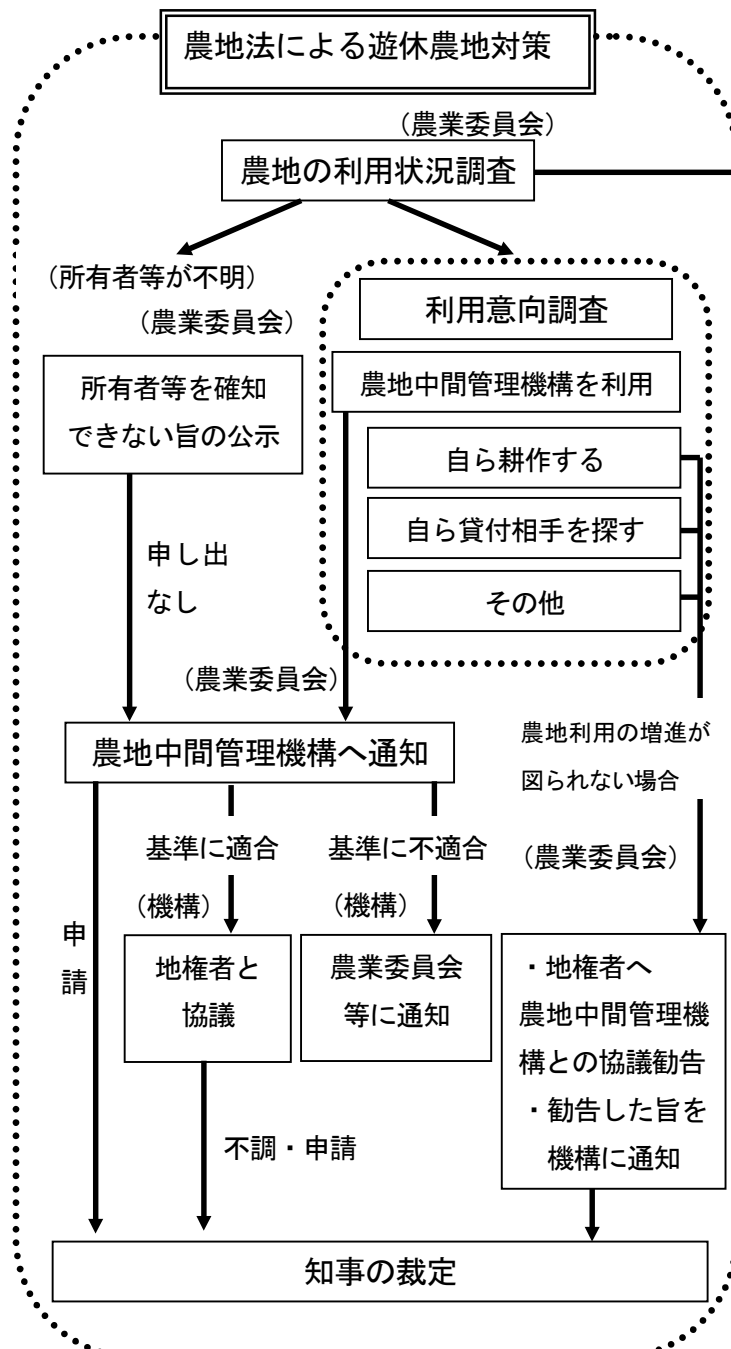 農地法による遊休農地対策
（農業委員会）
農地の利用状況調査
（所有者等が不明）
（農業委員会）
所有者等を確知
できない旨の公示
利用意向調査
農地中間管理機構を利用
自ら耕作する
自ら貸付相手を探す
その他
申し出
なし
（農業委員会）
農地中間管理機構へ通知
農地利用の増進が
図られない場合
（農業委員会）
基準に適合
（機構）
基準に不適合
（機構）
申
請
地権者と
協議
農業委員会
等に通知
・地権者へ
農地中間管理機
構との協議勧告
・勧告した旨を
機構に通知
不調・申請
知事の裁定